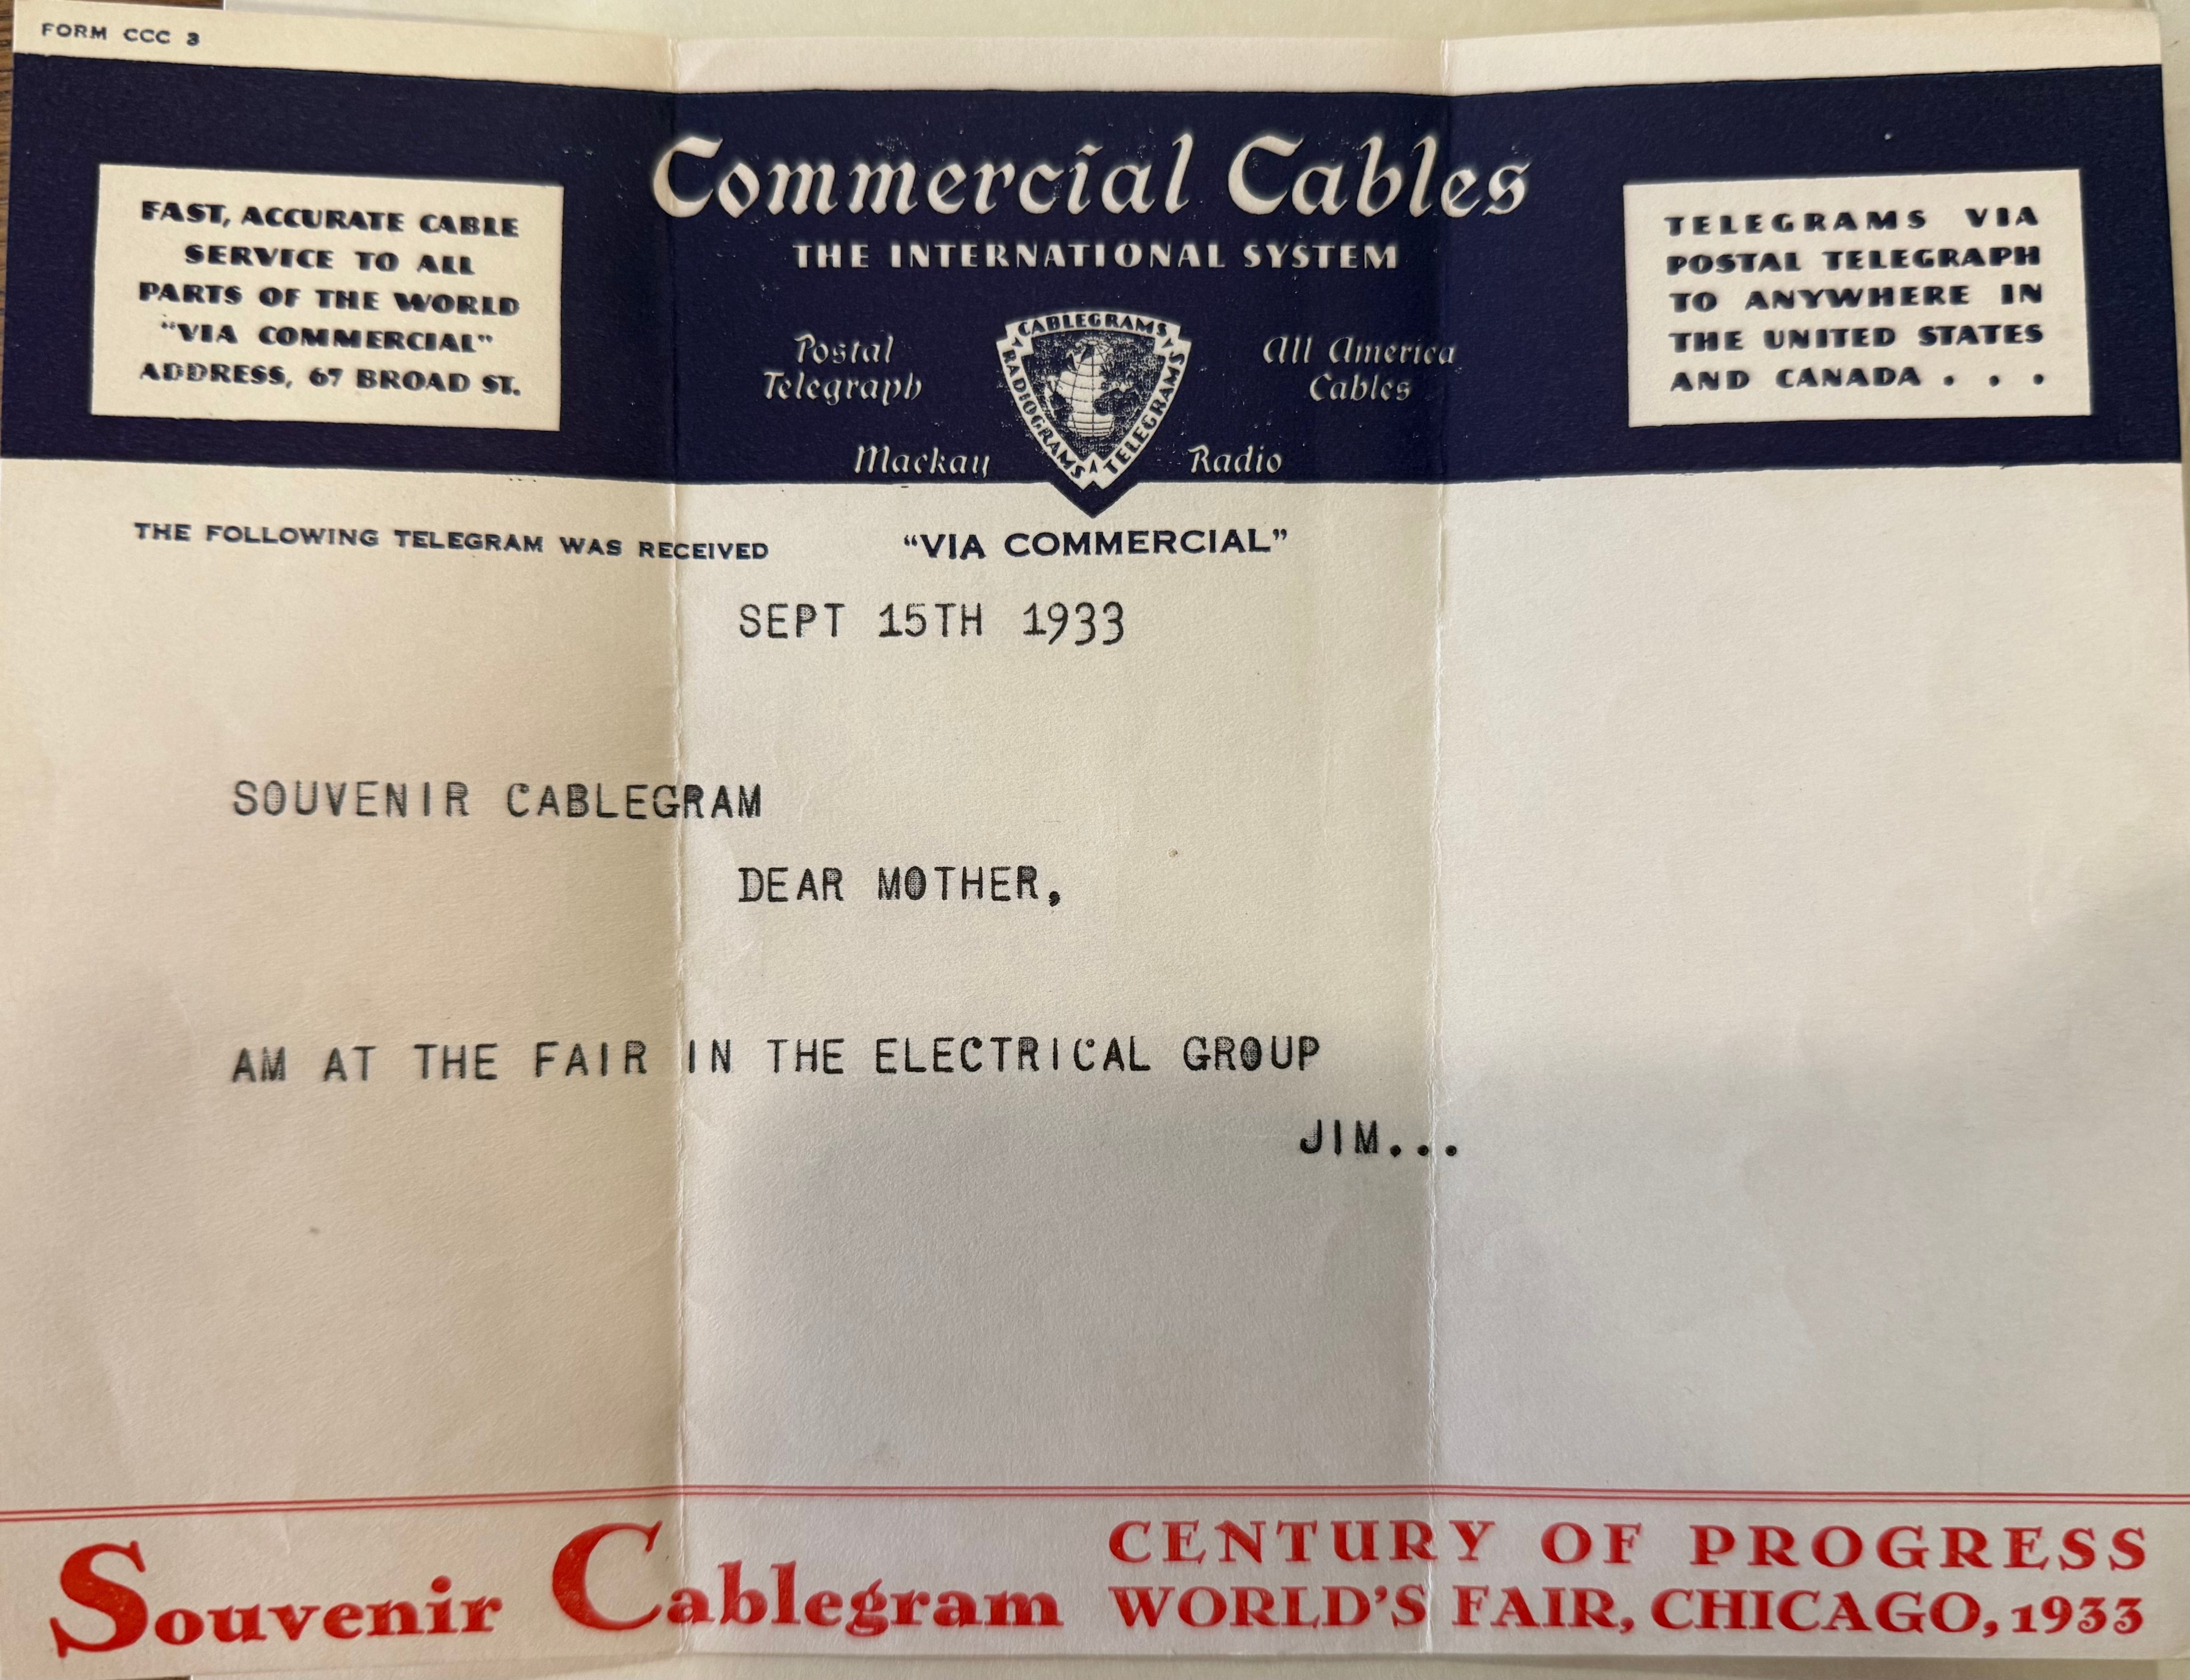 FORM CCC 3
Commercial Cables
THE INTERNATIONAL SYSTEM
FAST, ACCURATE CABLE
SERVICE TO ALL
PARTS OF THE WORLD
"VIA COMMERCIAL"
ADDRESS, 67 BROAD ST.
Postal
Telegraph
CABLEGRAMS
RADIOGRAMS
TELEGRAMS
All America
Cables
Mackay Radio
TELEGRAMS VIA
POSTAL TELEGRAPH
TO ANYWHERE IN
THE UNITED STATES
AND CANADA . . .
THE FOLLOWING TELEGRAM WAS RECEIVED “VIA COMMERCIAL”
SEPT 15TH 1933
SOUVENIR CABLEGRAM
DEAR MOTHER,
AM AT THE FAIR IN THE ELECTRICAL GROUP
JIM...
Souvenir Cablegram
CENTURY OF PROGRESS
WORLD'S FAIR, CHICAGO, 1933